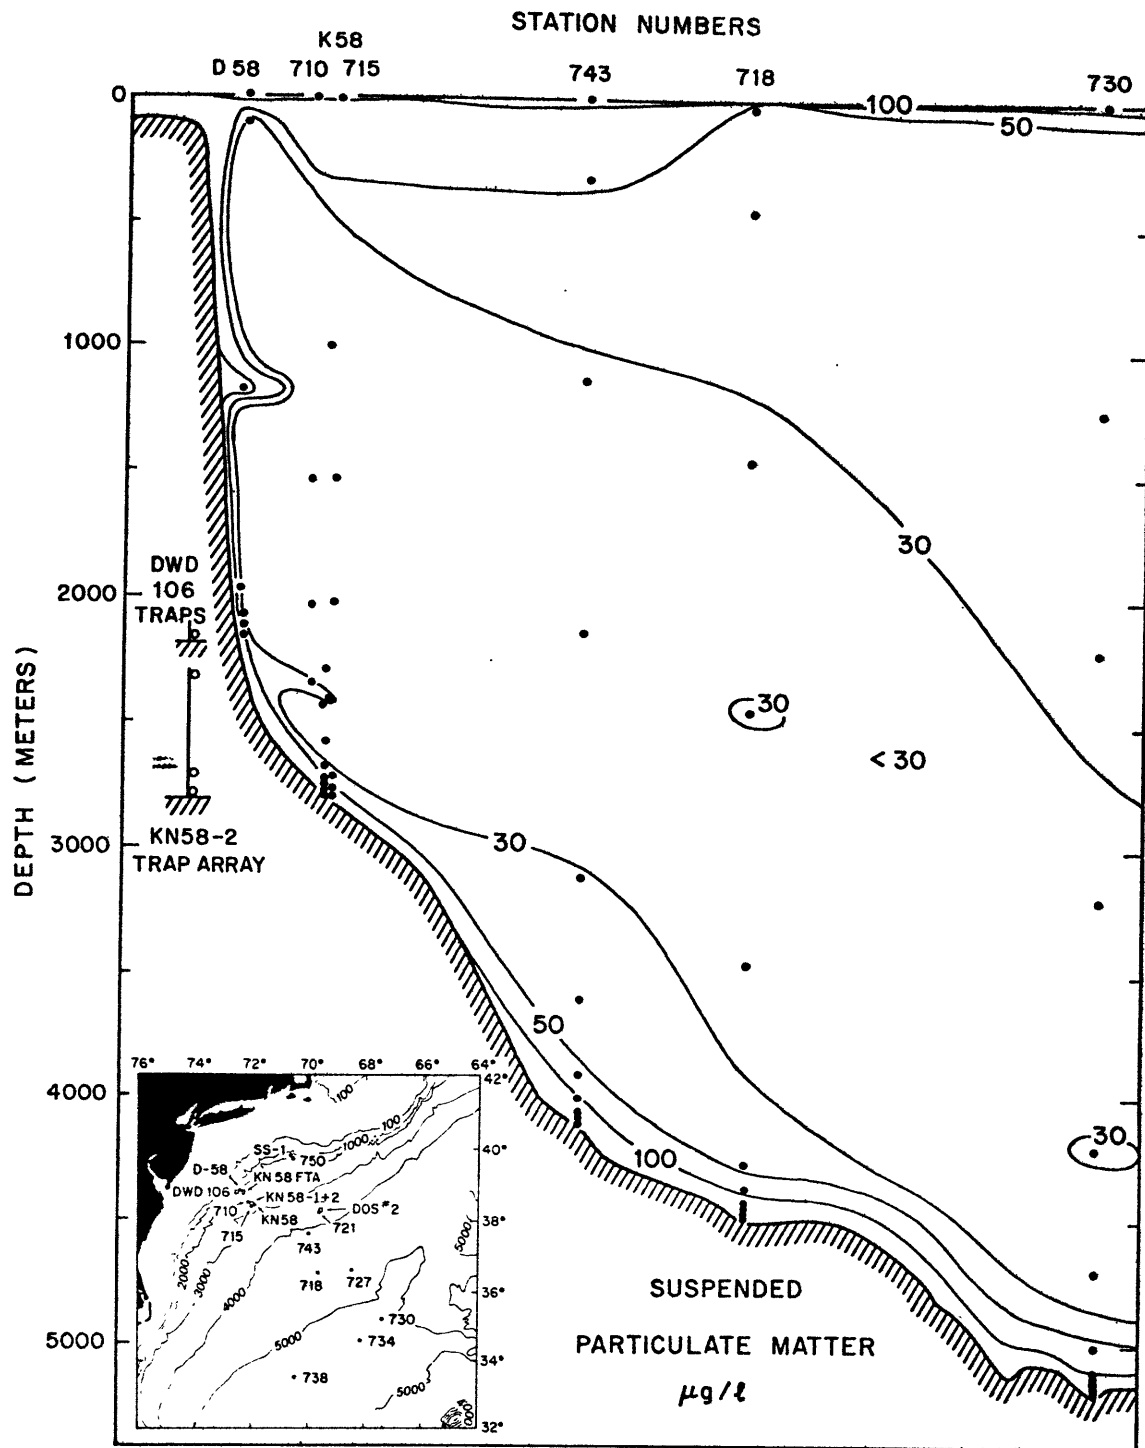 STATION NUMBERS
K58
D58 710 715 743 718 730
0
100
50
1000
30
DWD
106
TRAPS
2000
30
<30
KN58-2
TRAP ARRAY
3000
30
DEPTH (METERS)
50
4000
100
30
5000
SUSPENDED
PARTICULATE MATTER
µg/ℓ
76° 74° 72° 70° 68° 66° 64°
42°
100
100
1000
SS-1
40°
750
D-58
KN 58 FTA
DWD 106
KN 58-1+2
710
DOS #2
KN58
38°
715
721
743
5000
2000
3000
718
727
36°
4000
730
5000
734
34°
738
5000
32°